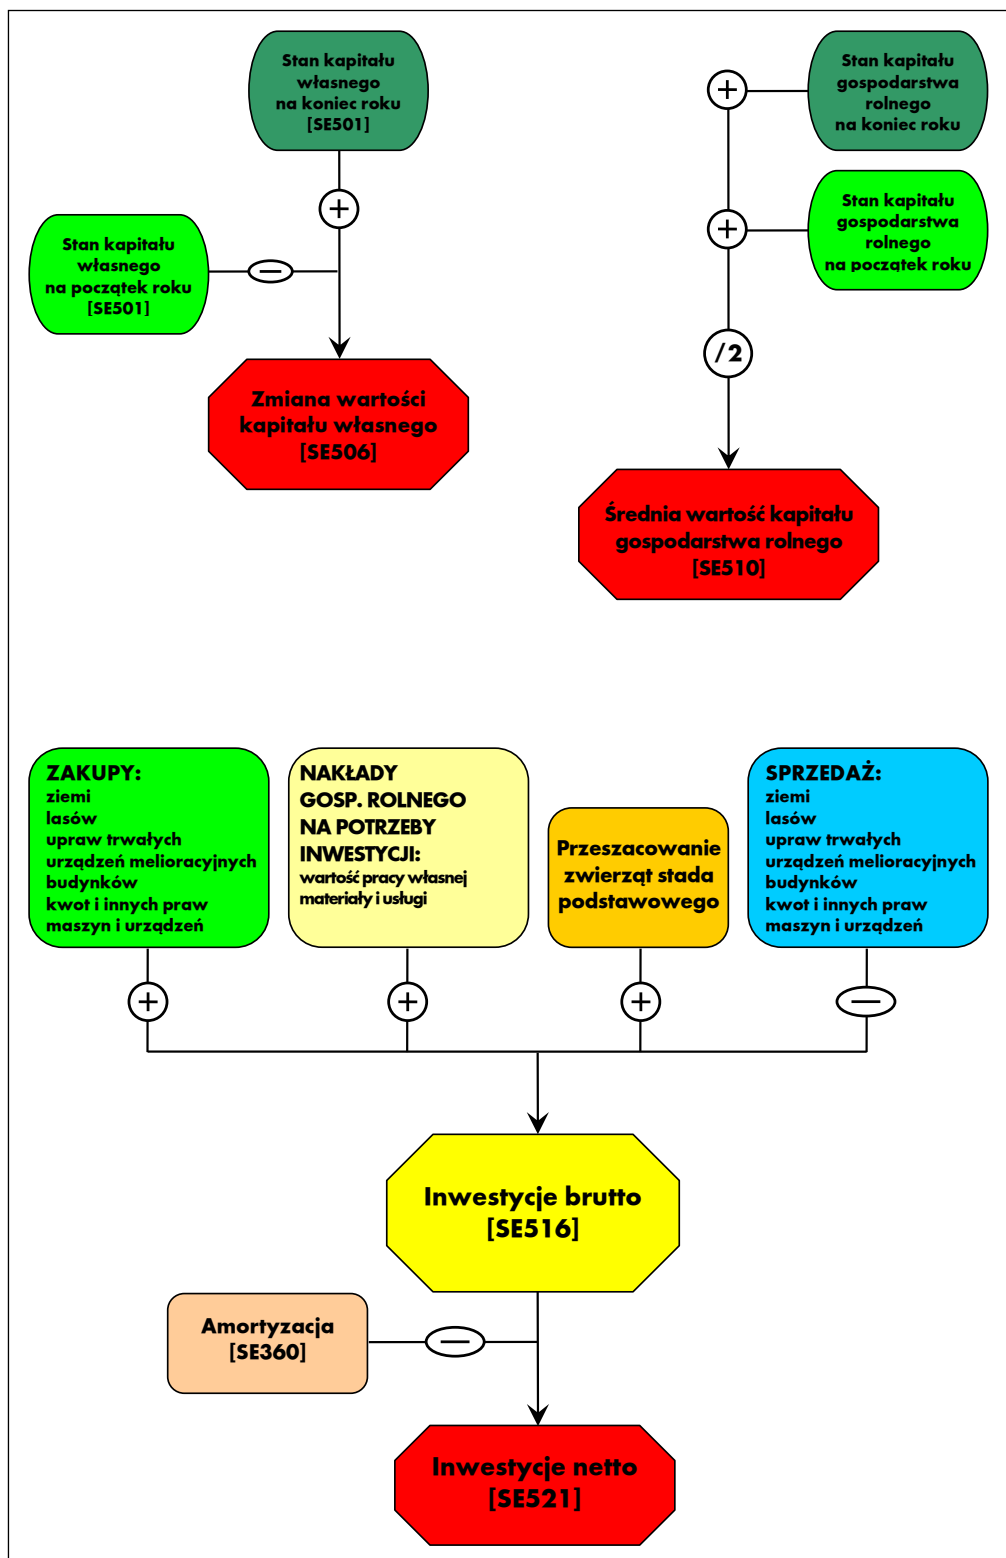 Stan kapitału
własnego
na koniec roku
[SE501]
+
Stan kapitału
własnego
na początek roku
[SE501]
−
Zmiana wartości
kapitału własnego
[SE506]
Stan kapitału
gospodarstwa
rolnego
na koniec roku
+
Stan kapitału
gospodarstwa
rolnego
na początek roku
+
/2
Średnia wartość kapitału
gospodarstwa rolnego
[SE510]
ZAKUPY:
ziemi
lasów
upraw trwałych
urządzeń melioracyjnych
budynków
kwot i innych praw
maszyn i urządzeń
+
NAKŁADY
GOSP. ROLNEGO
NA POTRZEBY
INWESTYCJI:
wartość pracy własnej
materiały i usługi
+
Przeszacowanie
zwierząt stada
podstawowego
+
SPRZEDAŻ:
ziemi
lasów
upraw trwałych
urządzeń melioracyjnych
budynków
kwot i innych praw
maszyn i urządzeń
−
Inwestycje brutto
[SE516]
Amortyzacja
[SE360]
−
Inwestycje netto
[SE521]